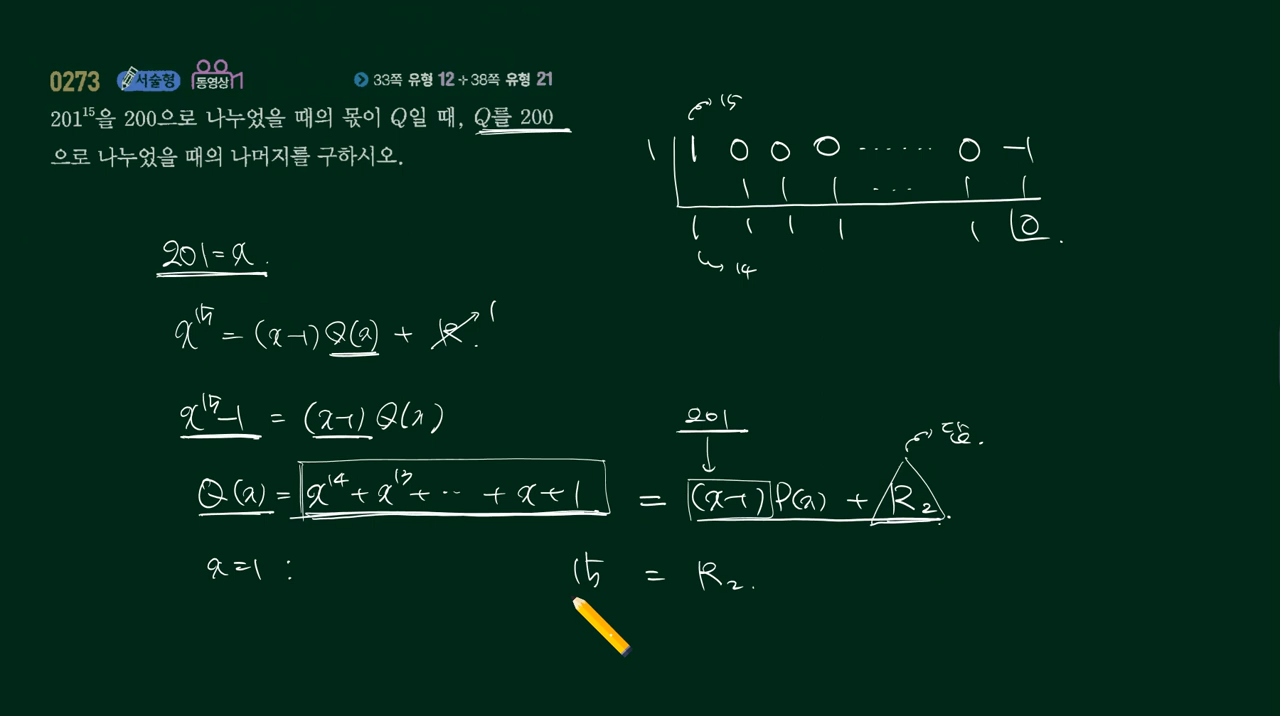 0273 서술형 동영상 33쪽 유형 12 + 38쪽 유형 21
201¹⁵을 200으로 나누었을 때의 몫이 Q일 때, Q를 200
으로 나누었을 때의 나머지를 구하시오.
15
1 1 0 0 0 ...... 0 -1
1 1 1 ... 1 1
1 1 1 1 1 0
14
201 = x.
x¹⁵ = (x-1) Q(x) + R. 1
x¹⁵-1 = (x-1) Q(x)
201 답.
Q(x) = x¹⁴ + x¹³ + ... + x + 1 = (x-1) P(x) + R₂.
x=1 : 15 = R₂.